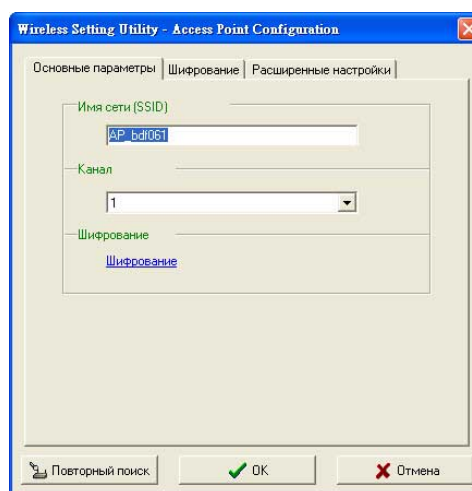 Wireless Setting Utility - Access Point Configuration
Основные параметры Шифрование Расширенные настройки
Имя сети (SSID)
AP_bdf061
Канал
1
Шифрование
Шифрование
Повторный поиск OK Отмена